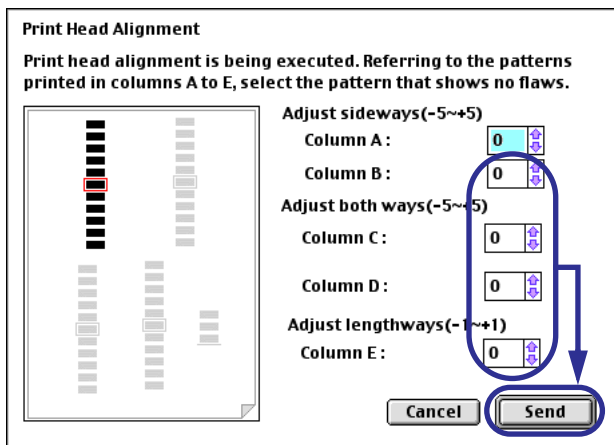 Print Head Alignment
Print head alignment is being executed. Referring to the patterns
printed in columns A to E, select the pattern that shows no flaws.
Adjust sideways(-5~+5)
Column A : 0
Column B : 0
Adjust both ways(-5~+5)
Column C : 0
Column D : 0
Adjust lengthways(-1~+1)
Column E : 0
Cancel Send